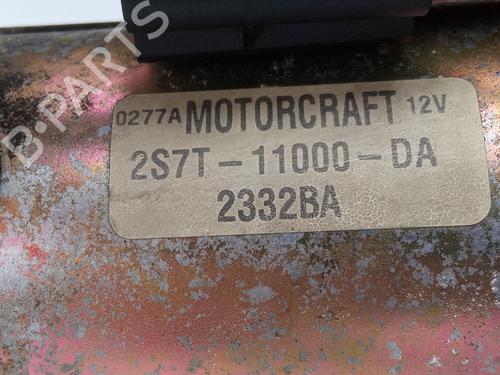 B-PARTS
0277A MOTORCRAFT 12V
2S7T-11000-DA
2332BA